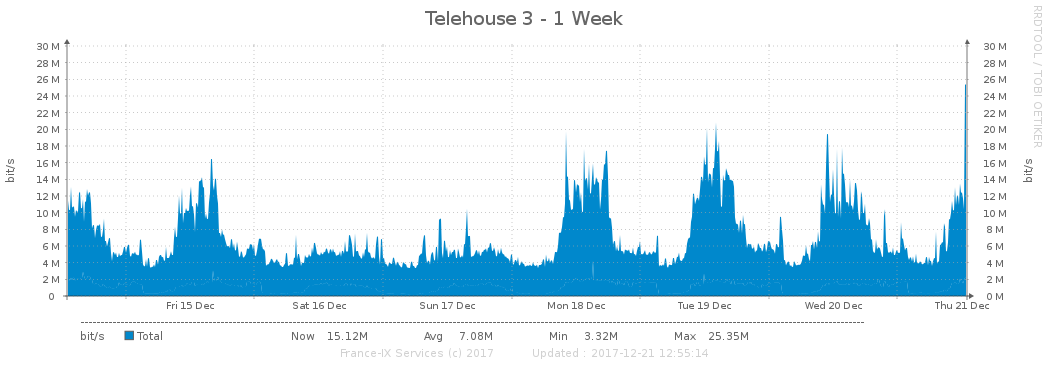 Telehouse 3 - 1 Week
RRDTOOL / TOBI OETIKER
30 M 30 M
28 M 28 M
26 M 26 M
24 M 24 M
22 M 22 M
20 M 20 M
18 M 18 M
16 M 16 M
14 M 14 M
12 M 12 M
10 M 10 M
8 M 8 M
6 M 6 M
4 M 4 M
2 M 2 M
0 0 M
bit/s bit/s
Fri 15 Dec Sat 16 Dec Sun 17 Dec Mon 18 Dec Tue 19 Dec Wed 20 Dec Thu 21 Dec
bit/s Total Now 15.12M Avg 7.08M Min 3.32M Max 25.35M
France-IX Services (c) 2017 Updated : 2017-12-21 12:55:14